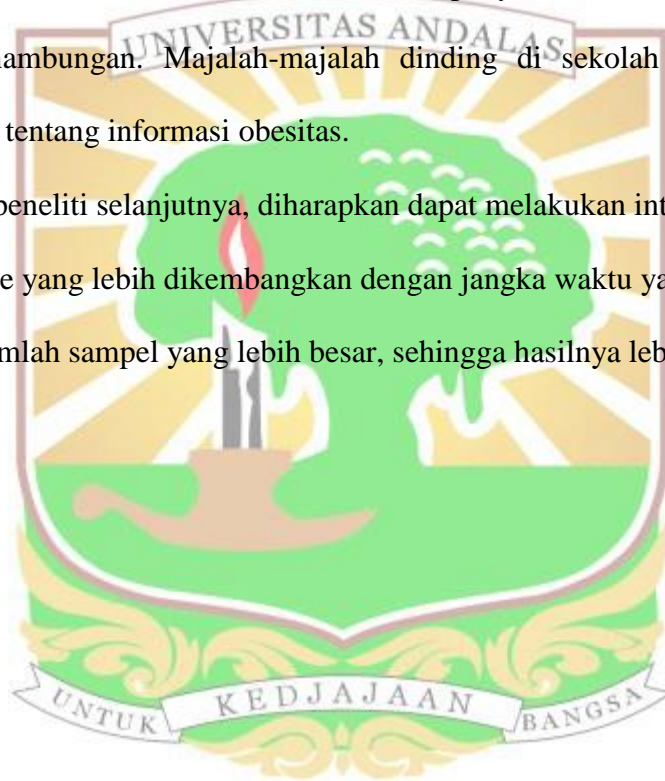 UNIVERSITAS ANDALAS
nambungan. Majalah-majalah dinding di sekolah
tentang informasi obesitas.
peneliti selanjutnya, diharapkan dapat melakukan int
e yang lebih dikembangkan dengan jangka waktu ya
mlah sampel yang lebih besar, sehingga hasilnya leb
UNTUK KEDJAJAAN BANGSA